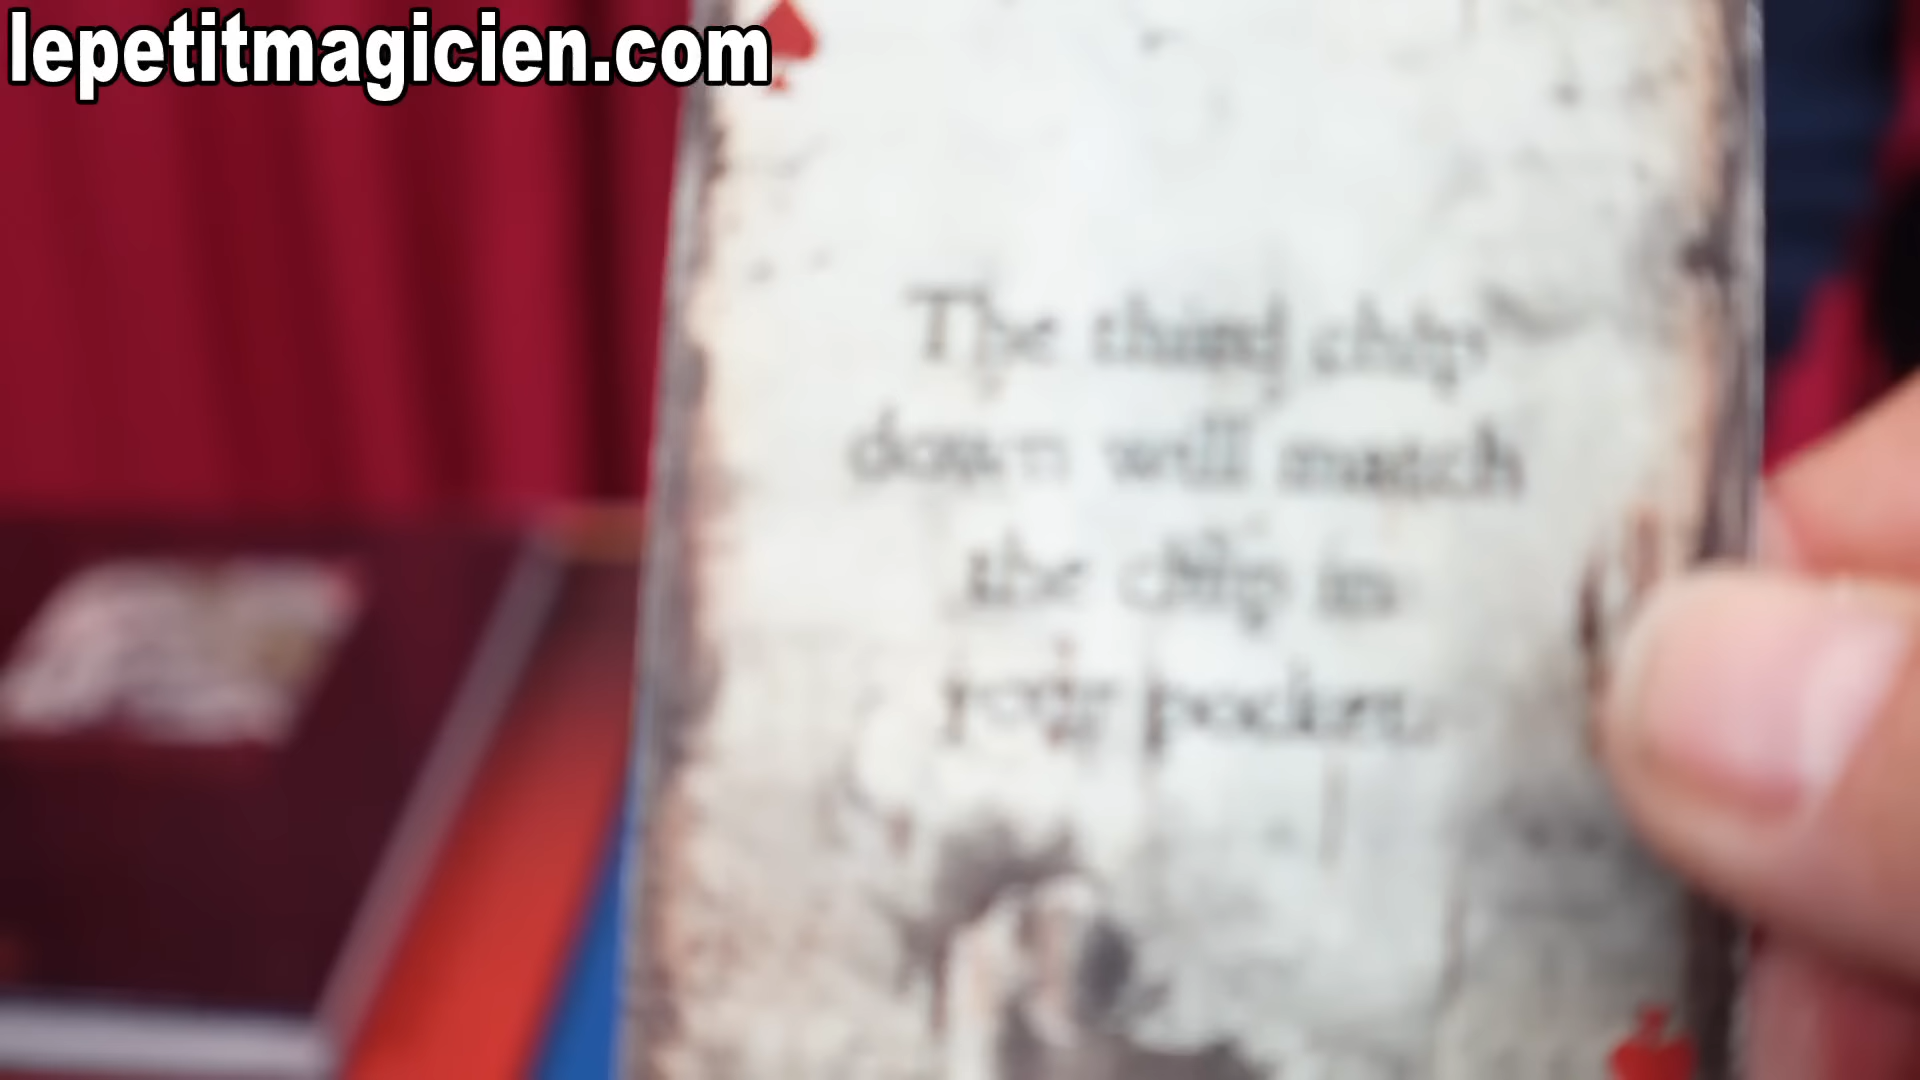 lepetitmagicien.com
The third chip
down will match
the chip in
your pocket.